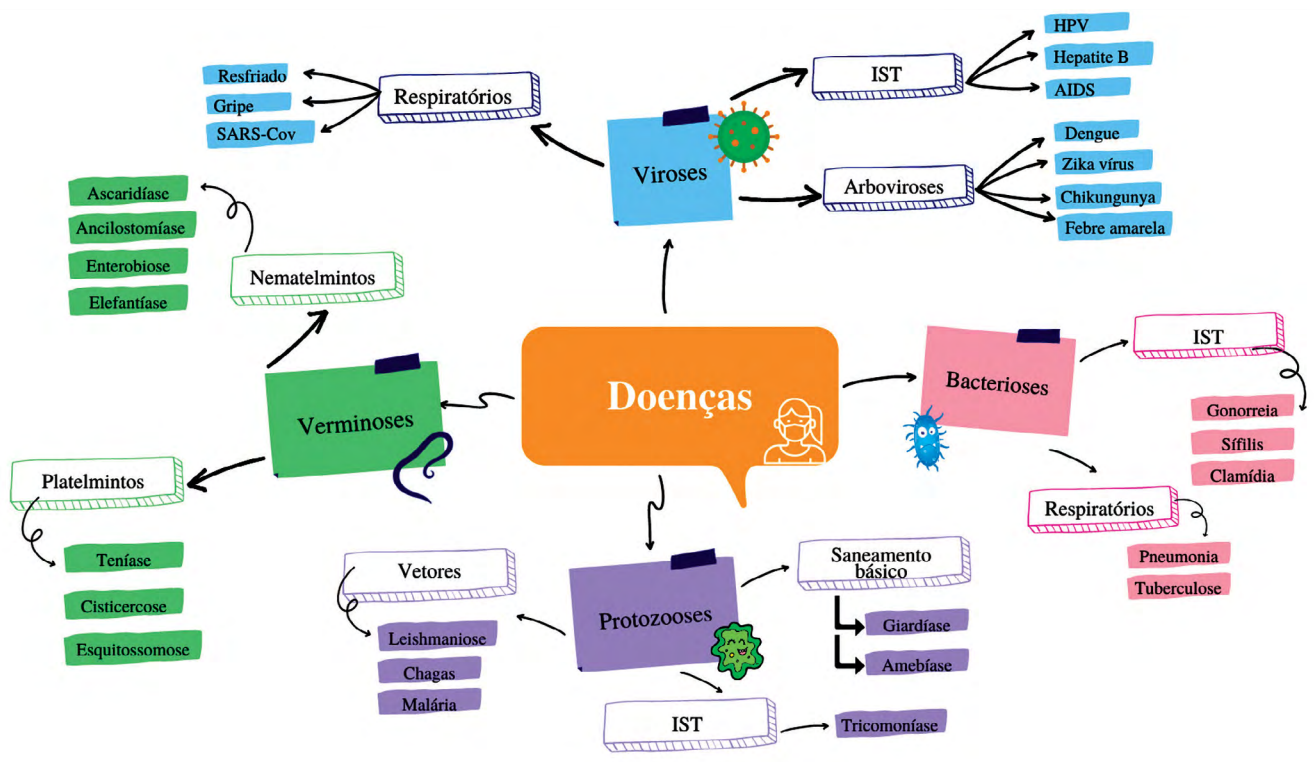 Doenças
Viroses
Respiratórios
Resfriado
Gripe
SARS-Cov
IST
HPV
Hepatite B
AIDS
Arboviroses
Dengue
Zika vírus
Chikungunya
Febre amarela
Bacterioses
IST
Gonorreia
Sífilis
Clamídia
Respiratórios
Pneumonia
Tuberculose
Protozooses
Saneamento
básico
Giardíase
Amebíase
IST
Tricomoníase
Vetores
Leishmaniose
Chagas
Malária
Verminoses
Nematelmintos
Ascaridíase
Ancilostomíase
Enterobiose
Elefantíase
Platelmintos
Teníase
Cisticercose
Esquitossomose